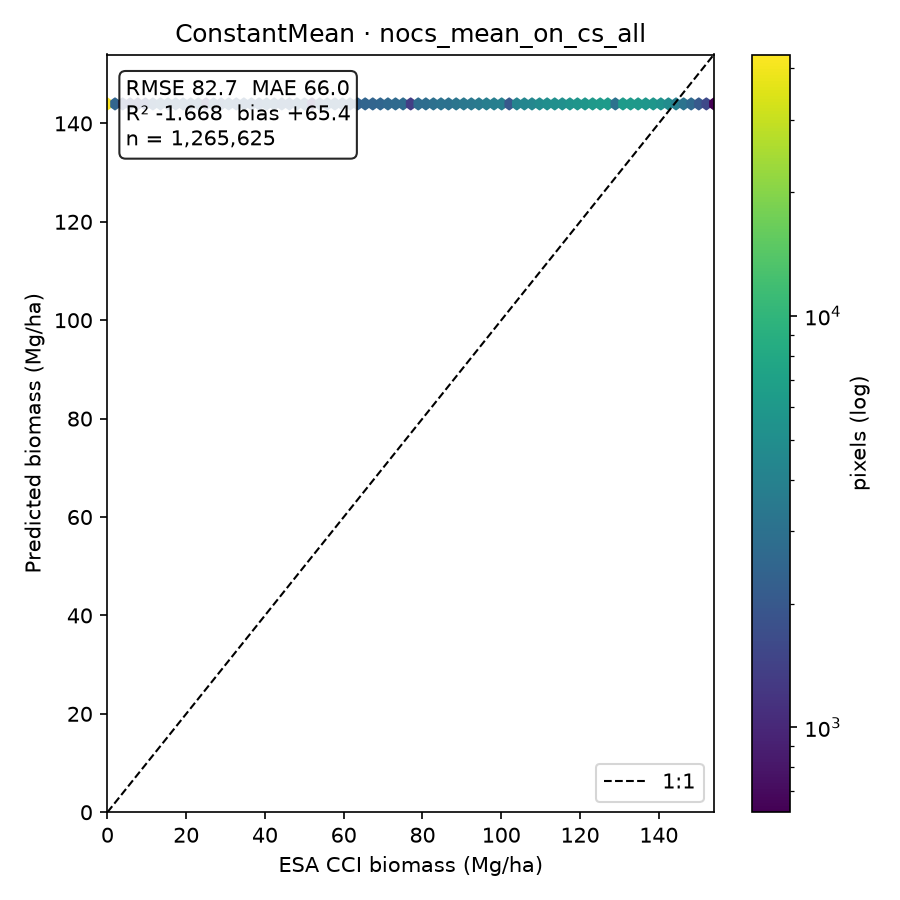 ConstantMean · nocs_mean_on_cs_all
RMSE 82.7  MAE 66.0
R² -1.668  bias +65.4
n = 1,265,625
140
120
100
80
60
40
20
0
Predicted biomass (Mg/ha)
0 20 40 60 80 100 120 140
ESA CCI biomass (Mg/ha)
1:1
10⁴
10³
pixels (log)